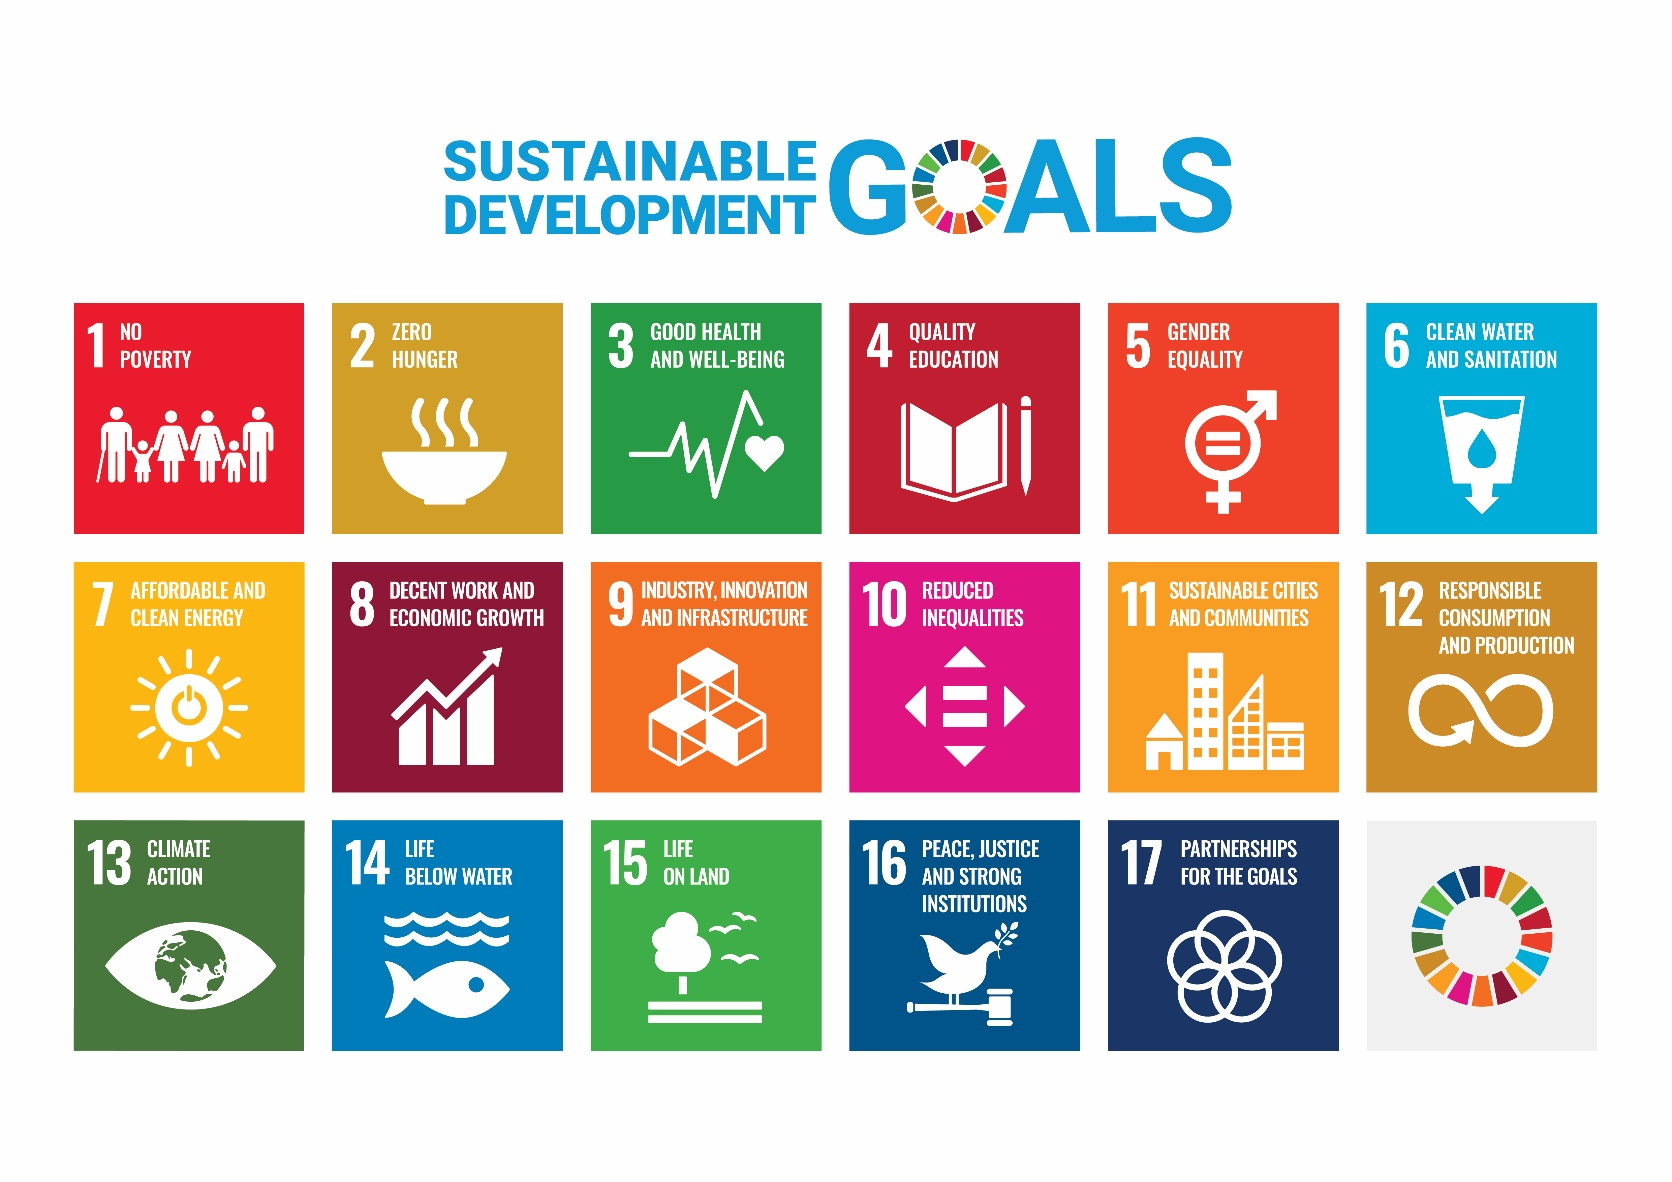 SUSTAINABLE
DEVELOPMENT
GOALS
1 NO
POVERTY
2 ZERO
HUNGER
3 GOOD HEALTH
AND WELL-BEING
4 QUALITY
EDUCATION
5 GENDER
EQUALITY
6 CLEAN WATER
AND SANITATION
7 AFFORDABLE AND
CLEAN ENERGY
8 DECENT WORK AND
ECONOMIC GROWTH
9 INDUSTRY, INNOVATION
AND INFRASTRUCTURE
10 REDUCED
INEQUALITIES
11 SUSTAINABLE CITIES
AND COMMUNITIES
12 RESPONSIBLE
CONSUMPTION
AND PRODUCTION
13 CLIMATE
ACTION
14 LIFE
BELOW WATER
15 LIFE
ON LAND
16 PEACE, JUSTICE
AND STRONG
INSTITUTIONS
17 PARTNERSHIPS
FOR THE GOALS